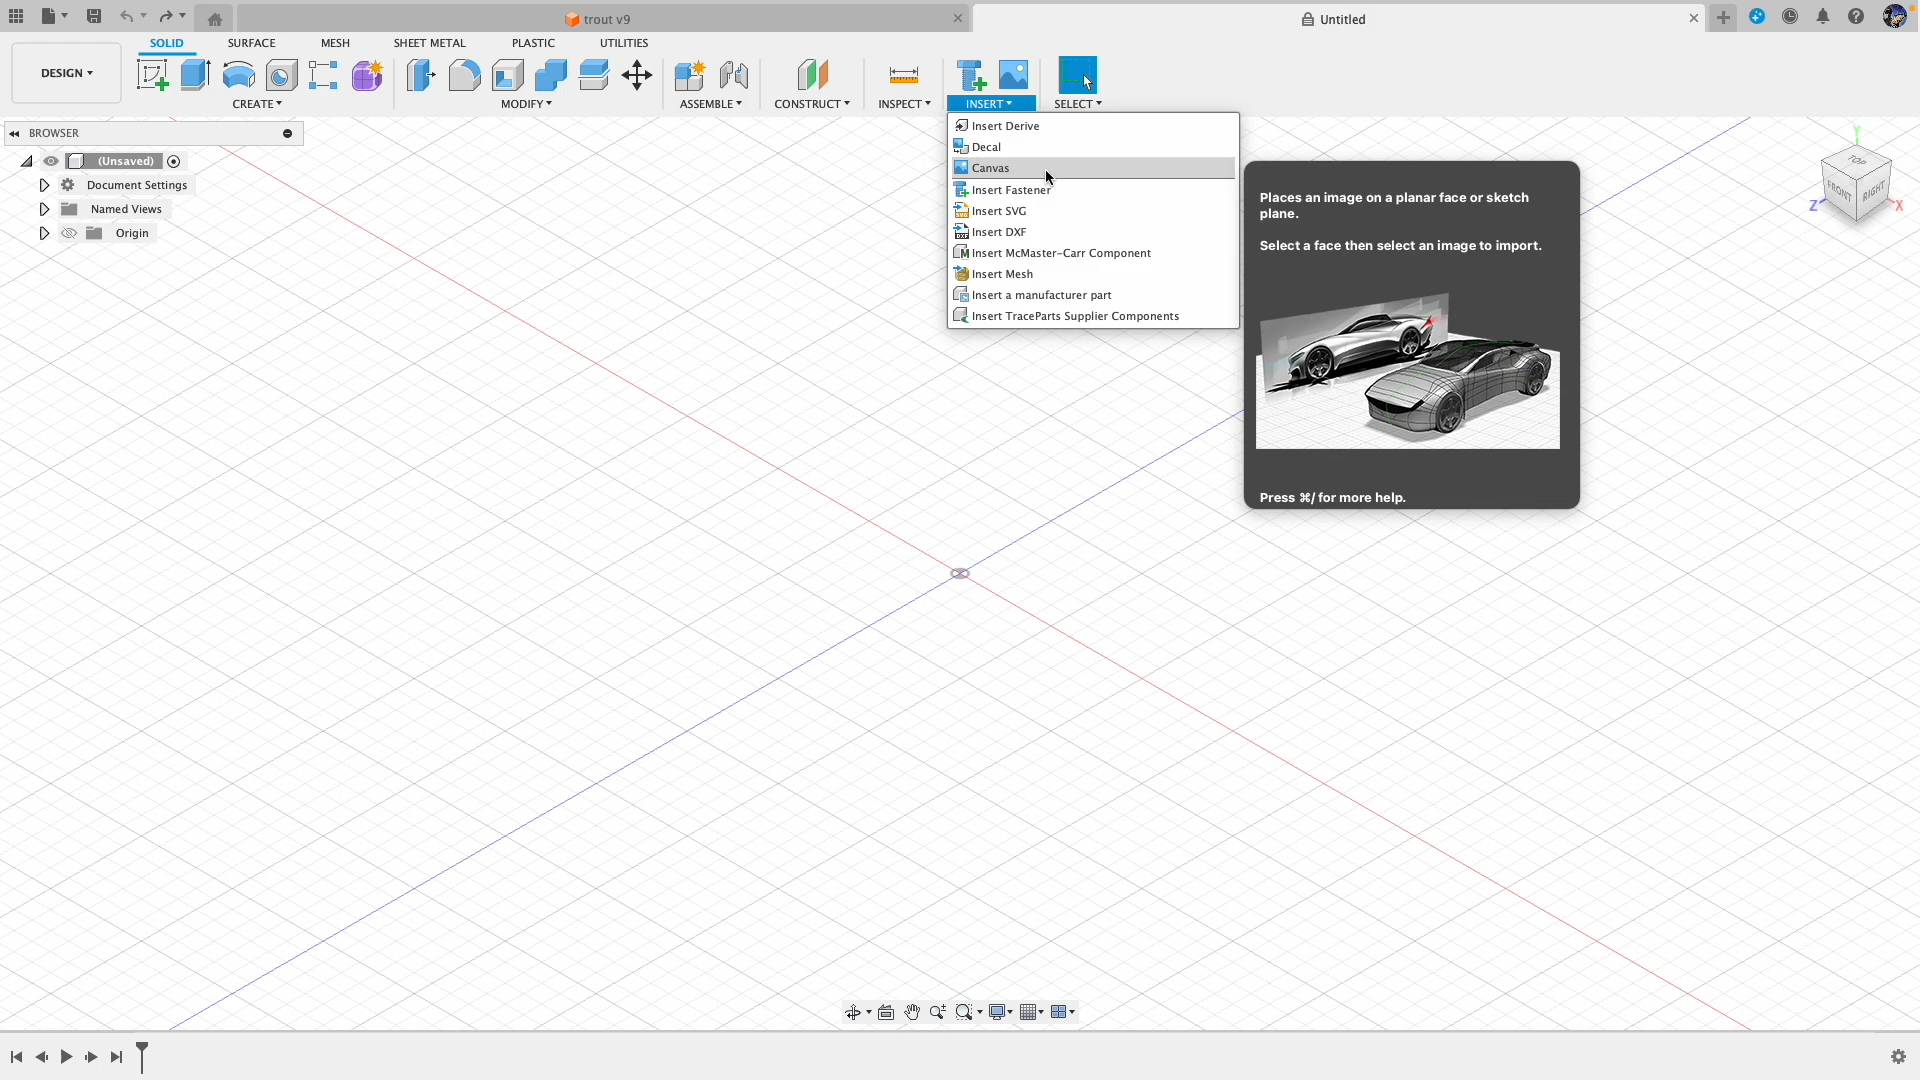 trout v9
Untitled
DESIGN
SOLID
SURFACE
MESH
SHEET METAL
PLASTIC
UTILITIES
CREATE
MODIFY
ASSEMBLE
CONSTRUCT
INSPECT
INSERT
SELECT
BROWSER
(Unsaved)
Document Settings
Named Views
Origin
Insert Derive
Decal
Canvas
Insert Fastener
Insert SVG
Insert DXF
Insert McMaster-Carr Component
Insert Mesh
Insert a manufacturer part
Insert TraceParts Supplier Components
Places an image on a planar face or sketch
plane.
Select a face then select an image to import.
Press ⌘/ for more help.
Y
TOP
FRONT
RIGHT
Z
X